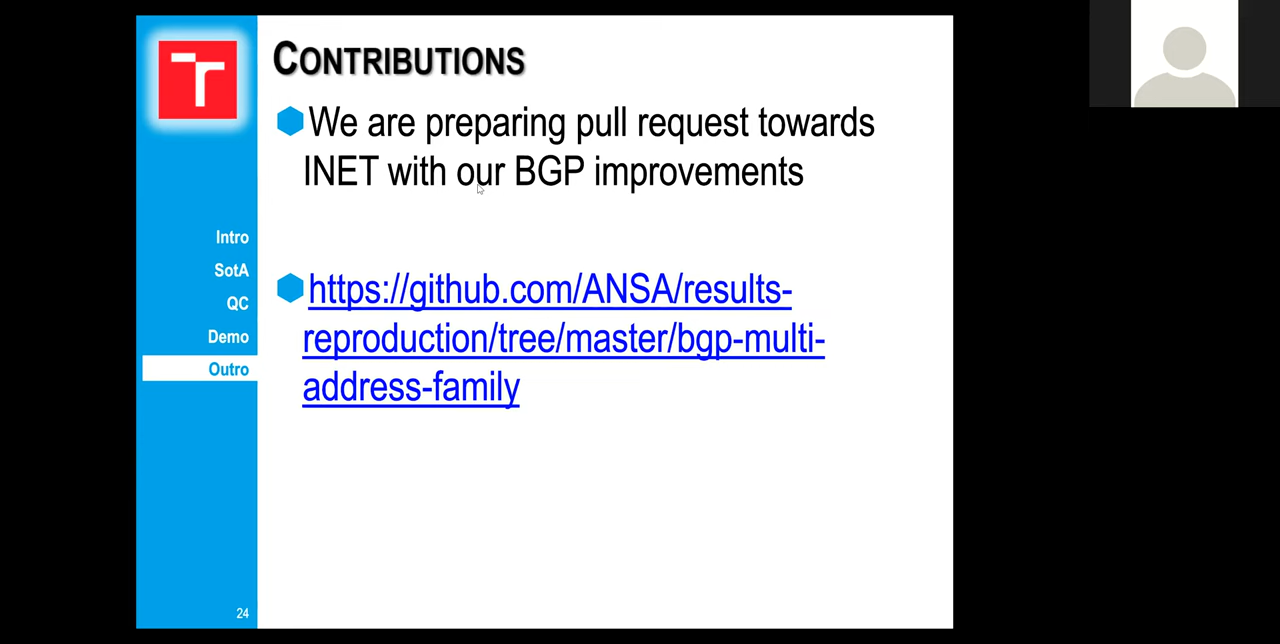 CONTRIBUTIONS
We are preparing pull request towards
INET with our BGP improvements
https://github.com/ANSA/results-
reproduction/tree/master/bgp-multi-
address-family
Intro
SotA
QC
Demo
Outro
24